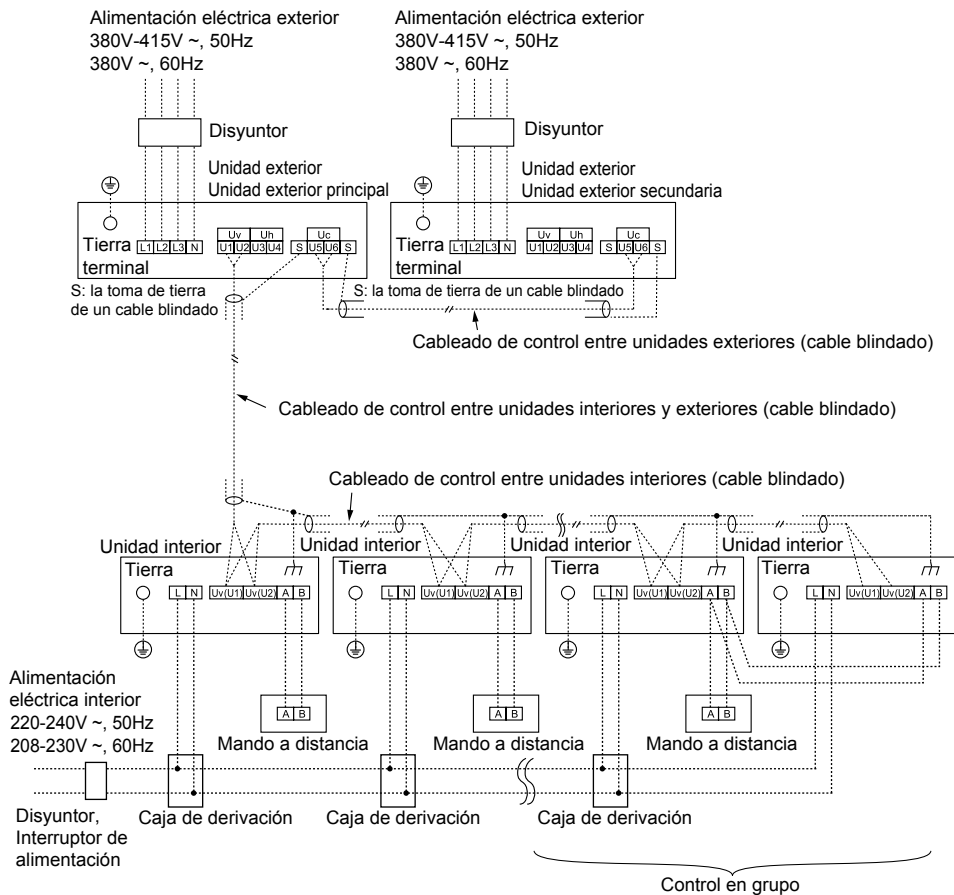 Alimentación eléctrica exterior
380V-415V ~, 50Hz
380V ~, 60Hz
Alimentación eléctrica exterior
380V-415V ~, 50Hz
380V ~, 60Hz
Disyuntor
Disyuntor
Unidad exterior
Unidad exterior principal
Unidad exterior
Unidad exterior secundaria
Uv Uh Uc
Tierra L1 L2 L3 N U1 U2 U3 U4 S U5 U6 S
terminal
Uv Uh Uc
Tierra L1 L2 L3 N U1 U2 U3 U4 S U5 U6 S
terminal
S: la toma de tierra
de un cable blindado
S: la toma de tierra de un cable blindado
Cableado de control entre unidades exteriores (cable blindado)
Cableado de control entre unidades interiores y exteriores (cable blindado)
Cableado de control entre unidades interiores (cable blindado)
Unidad interior
Unidad interior
Unidad interior
Unidad interior
Tierra
L N Uv(U1) Uv(U2) A B
Tierra
L N Uv(U1) Uv(U2) A B
Tierra
L N Uv(U1) Uv(U2) A B
Tierra
L N Uv(U1) Uv(U2) A B
Alimentación
eléctrica interior
220-240V ~, 50Hz
208-230V ~, 60Hz
A B
Mando a distancia
A B
Mando a distancia
A B
Mando a distancia
Disyuntor,
Interruptor de
alimentación
Caja de derivación
Caja de derivación
Caja de derivación
Control en grupo